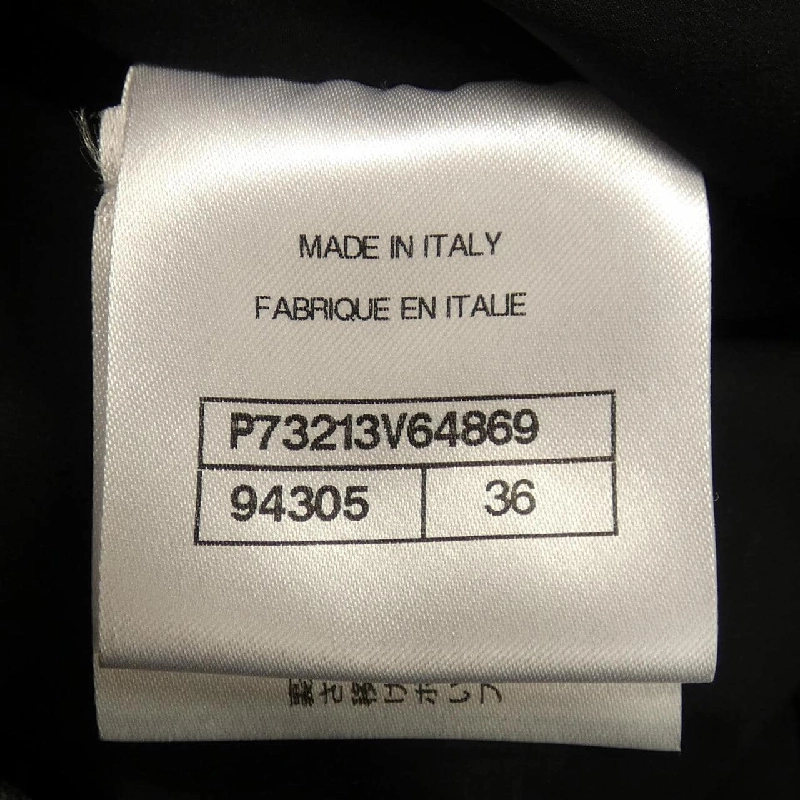 MADE IN ITALY
FABRIQUE EN ITALIE
P73213V64869
94305 36